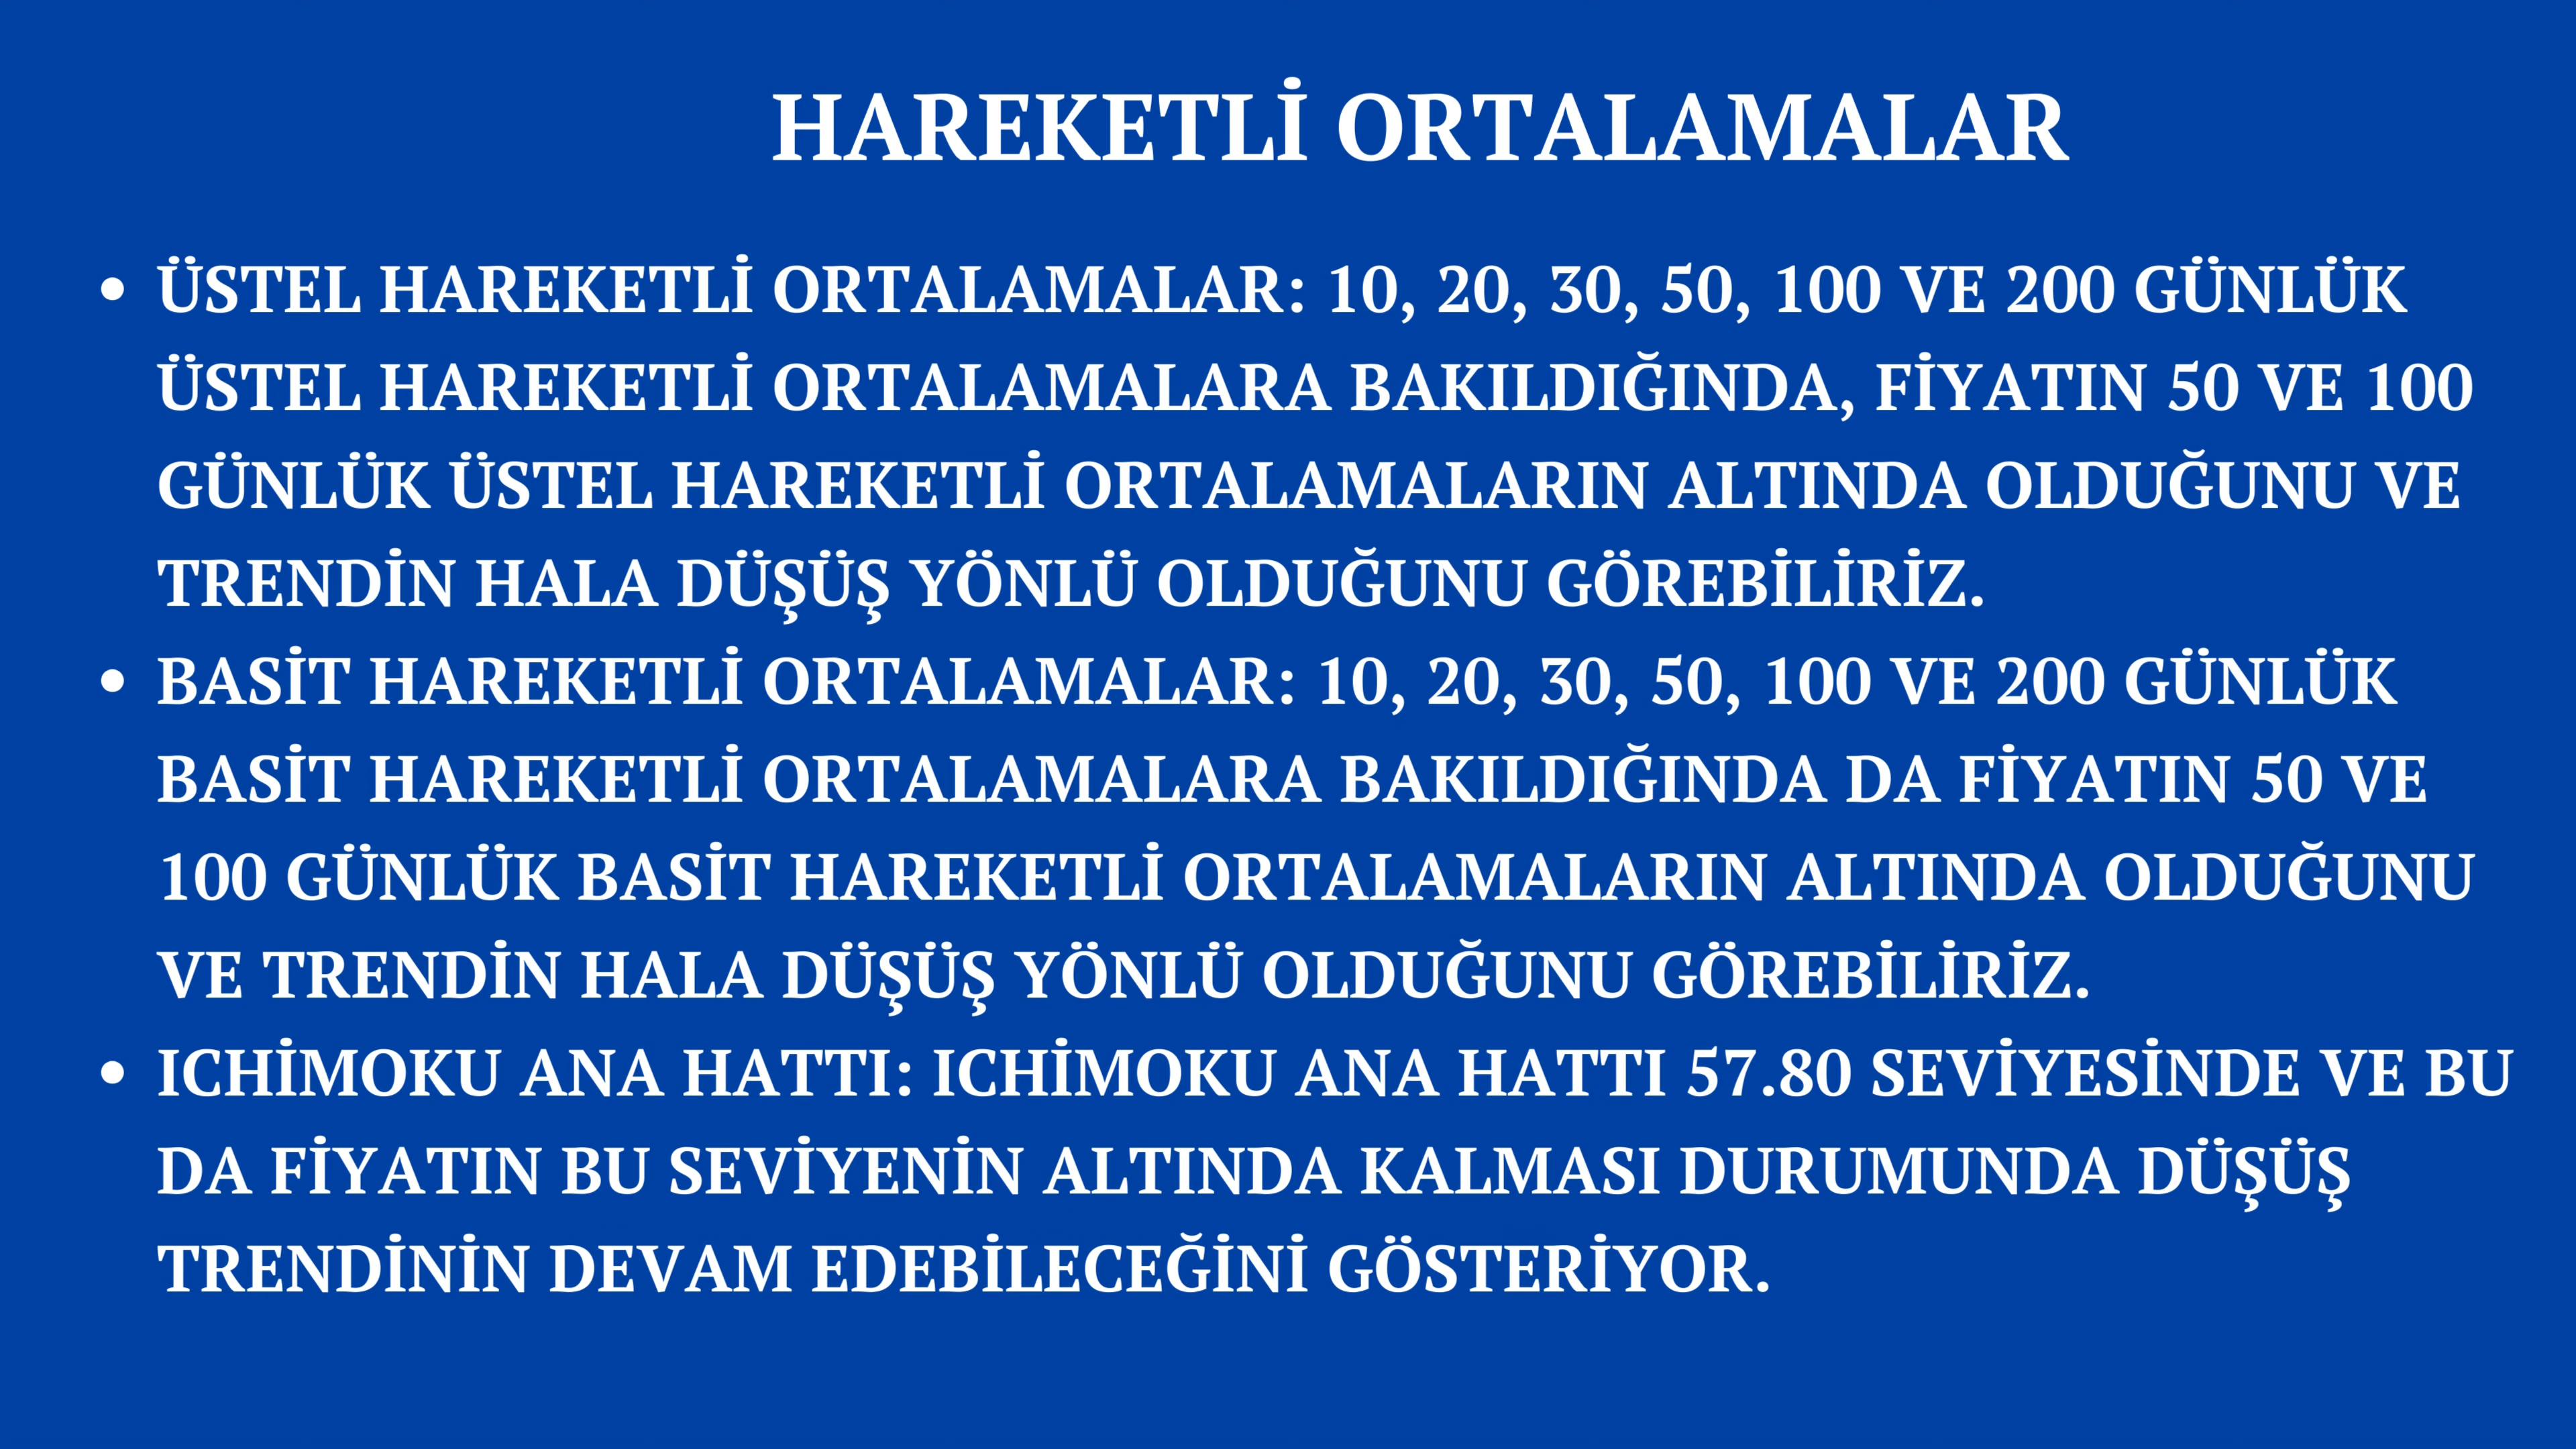 HAREKETLİ ORTALAMALAR
• ÜSTEL HAREKETLİ ORTALAMALAR: 10, 20, 30, 50, 100 VE 200 GÜNLÜK
ÜSTEL HAREKETLİ ORTALAMALARA BAKILDIĞINDA, FİYATIN 50 VE 100
GÜNLÜK ÜSTEL HAREKETLİ ORTALAMALARIN ALTINDA OLDUĞUNU VE
TRENDİN HALA DÜŞÜŞ YÖNLÜ OLDUĞUNU GÖREBİLİRİZ.
• BASİT HAREKETLİ ORTALAMALAR: 10, 20, 30, 50, 100 VE 200 GÜNLÜK
BASİT HAREKETLİ ORTALAMALARA BAKILDIĞINDA DA FİYATIN 50 VE
100 GÜNLÜK BASİT HAREKETLİ ORTALAMALARIN ALTINDA OLDUĞUNU
VE TRENDİN HALA DÜŞÜŞ YÖNLÜ OLDUĞUNU GÖREBİLİRİZ.
• ICHİMOKU ANA HATTI: ICHİMOKU ANA HATTI 57.80 SEVİYESİNDE VE BU
DA FİYATIN BU SEVİYENİN ALTINDA KALMASI DURUMUNDA DÜŞÜŞ
TRENDİNİN DEVAM EDEBİLECEĞİNİ GÖSTERİYOR.